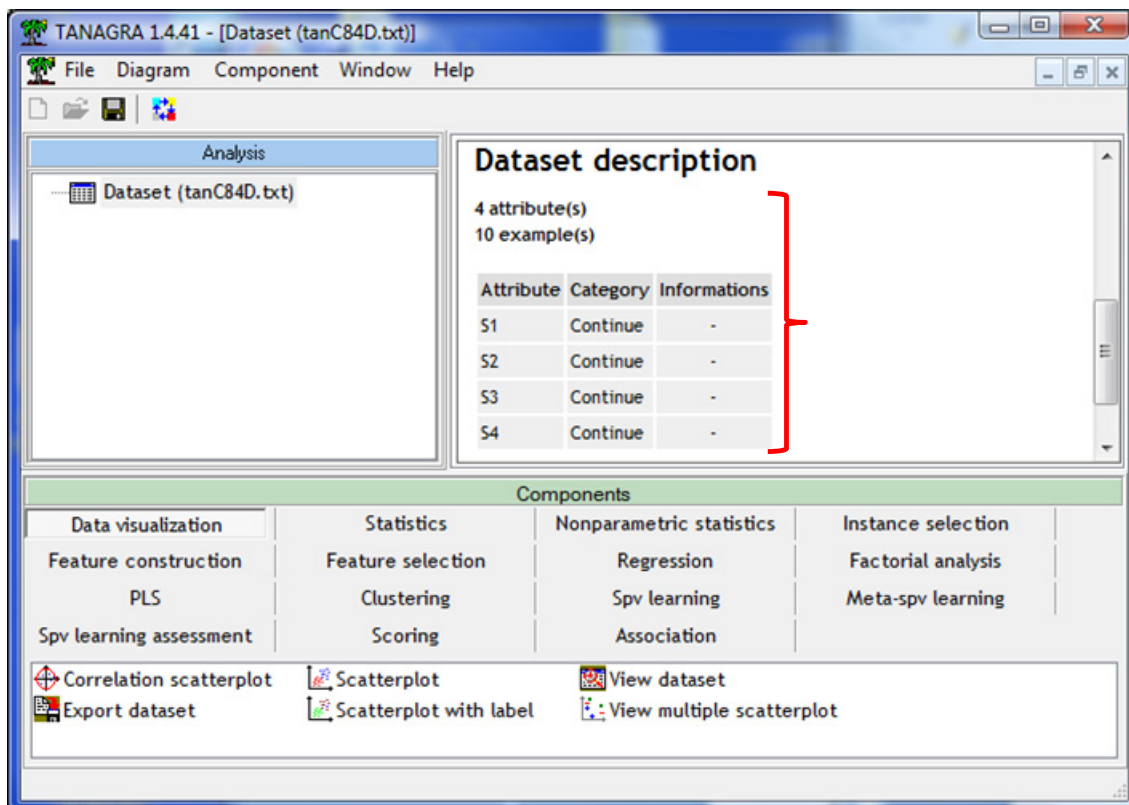 TANAGRA 1.4.41 - [Dataset (tanC84D.txt)]
File Diagram Component Window Help
Analysis
Dataset (tanC84D.txt)
Dataset description
4 attribute(s)
10 example(s)
Attribute Category Informations
S1 Continue -
S2 Continue -
S3 Continue -
S4 Continue -
Components
Data visualization Statistics Nonparametric statistics Instance selection
Feature construction Feature selection Regression Factorial analysis
PLS Clustering Spv learning Meta-spv learning
Spv learning assessment Scoring Association
Correlation scatterplot Scatterplot View dataset
Export dataset Scatterplot with label View multiple scatterplot